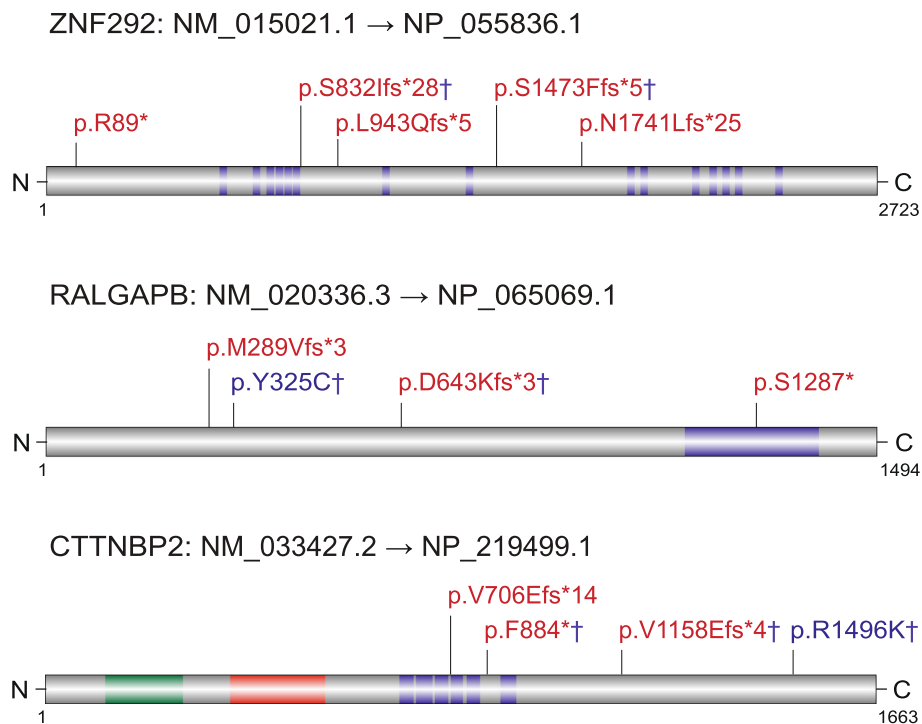 ZNF292: NM_015021.1 → NP_055836.1
p.S832Ifs*28† p.S1473Ffs*5†
p.R89* p.L943Qfs*5 p.N1741Lfs*25
N C
1 2723
RALGAPB: NM_020336.3 → NP_065069.1
p.M289Vfs*3
p.Y325C† p.D643Kfs*3† p.S1287*
N C
1 1494
CTTNBP2: NM_033427.2 → NP_219499.1
p.V706Efs*14
p.F884*† p.V1158Efs*4† p.R1496K†
N C
1 1663